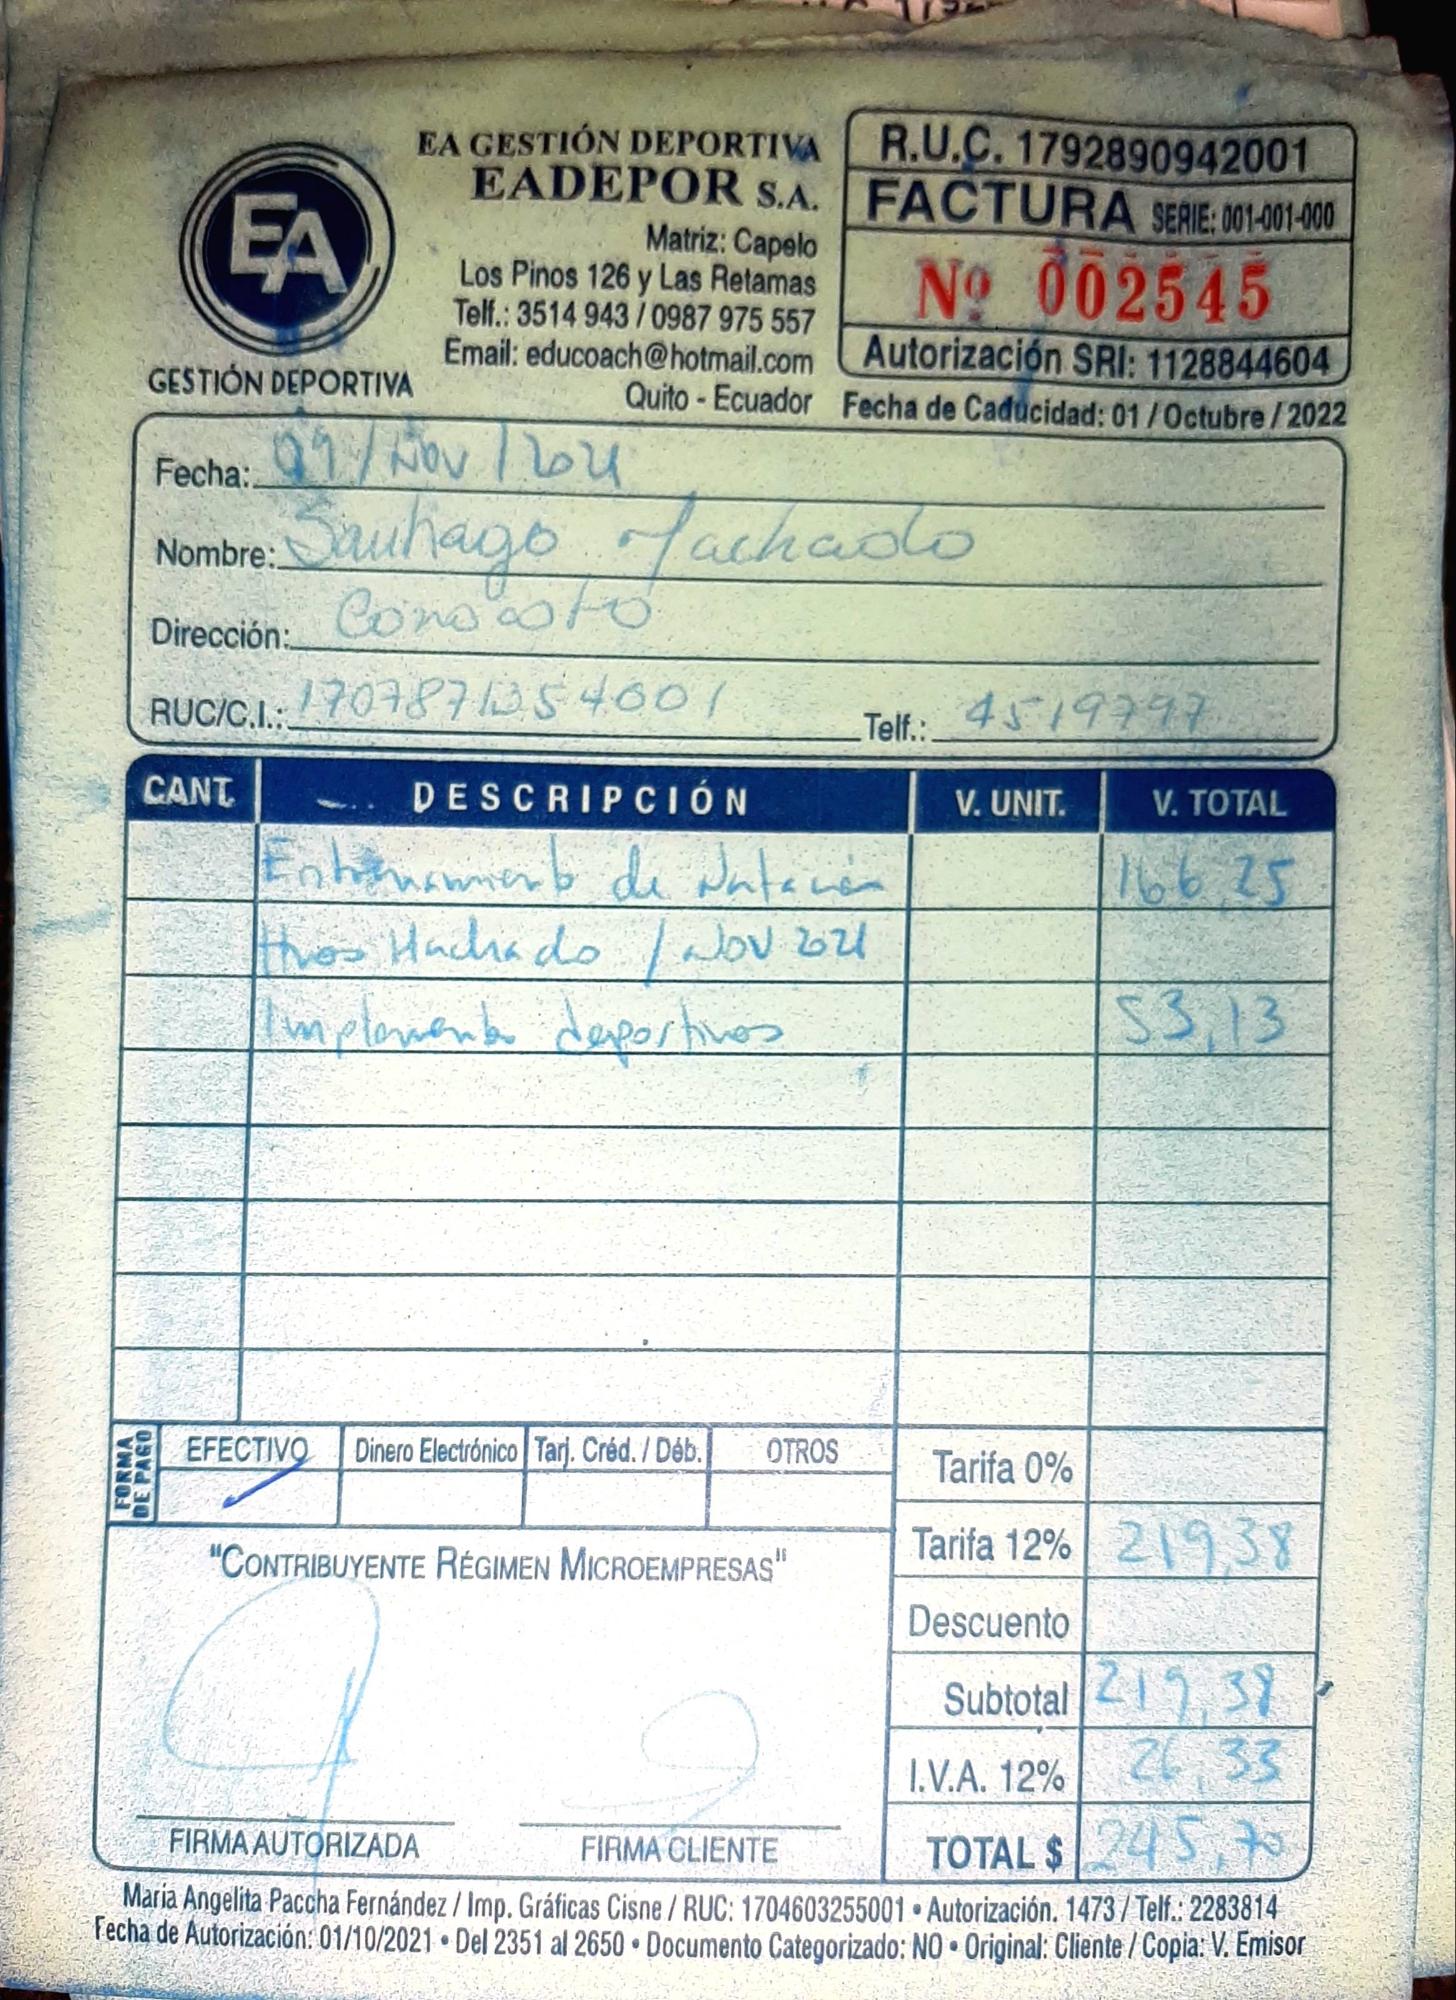 EA
GESTIÓN DEPORTIVA
EA GESTIÓN DEPORTIVA
EADEPOR S.A.
Matriz: Capelo
Los Pinos 126 y Las Retamas
Telf.: 3514 943 / 0987 975 557
Email: educoach@hotmail.com
Quito - Ecuador
R.U.C. 1792890942001
FACTURA SERIE: 001-001-000
Nº 002545
Autorización SRI: 1128844604
Fecha de Caducidad: 01 / Octubre / 2022
Fecha: 09/Nov/2021
Nombre: Santiago Machado
Dirección: Conocoto
RUC/C.I.: Telf.: 4519797
CANT. DESCRIPCIÓN V. UNIT. V. TOTAL
Entrenamiento de Natación 166,25
Hnos Machado / Nov 2021
Implementos deportivos 53,13
FORMA DE PAGO
EFECTIVO Dinero Electrónico Tarj. Créd. / Déb. OTROS
Tarifa 0%
Tarifa 12% 219,38
Descuento
Subtotal 219,38
I.V.A. 12% 26,33
TOTAL $ 245,70
"CONTRIBUYENTE RÉGIMEN MICROEMPRESAS"
FIRMA AUTORIZADA FIRMA CLIENTE
Maria Angelita Paccha Fernández / Imp. Gráficas Cisne / RUC: 1704603255001 • Autorización. 1473 / Telf.: 2283814
Fecha de Autorización: 01/10/2021 • Del 2351 al 2650 • Documento Categorizado: NO • Original: Cliente / Copia: V. Emisor